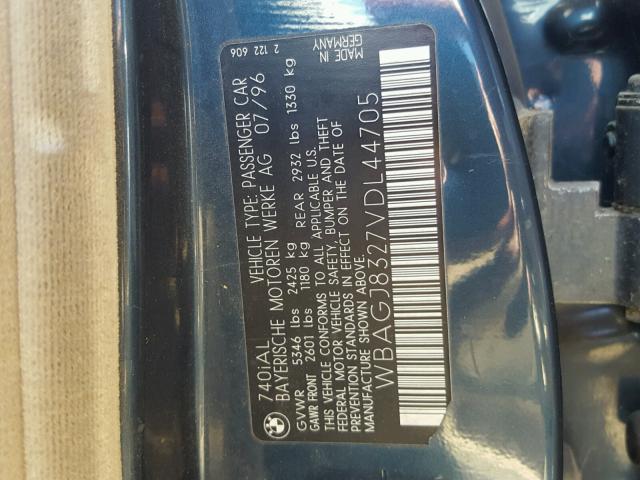 740iAL VEHICLE TYPE: PASSENGER CAR 2 122 606
BAYERISCHE MOTOREN WERKE AG 07/96
GVWR 5346 lbs 2425 kg
GAWR FRONT 2601 lbs 1180 kg REAR 2932 lbs 1330 kg
THIS VEHICLE CONFORMS TO ALL APPLICABLE U.S.
FEDERAL MOTOR VEHICLE SAFETY, BUMPER AND THEFT
PREVENTION STANDARDS IN EFFECT ON THE DATE OF
MANUFACTURE SHOWN ABOVE. MADE IN
GERMANY
WBAGJ8327VDL44705